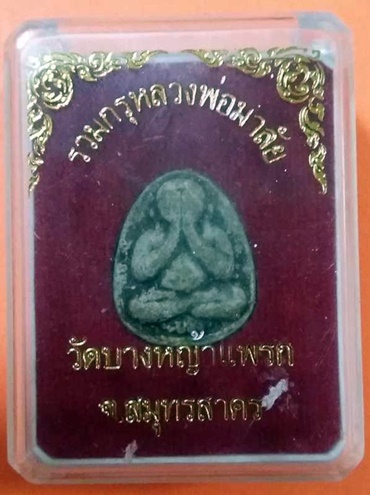 รวมกรุหลวงพ่อมาลัย
วัดบางหญ้าแพรก
จ.สมุทรสาคร